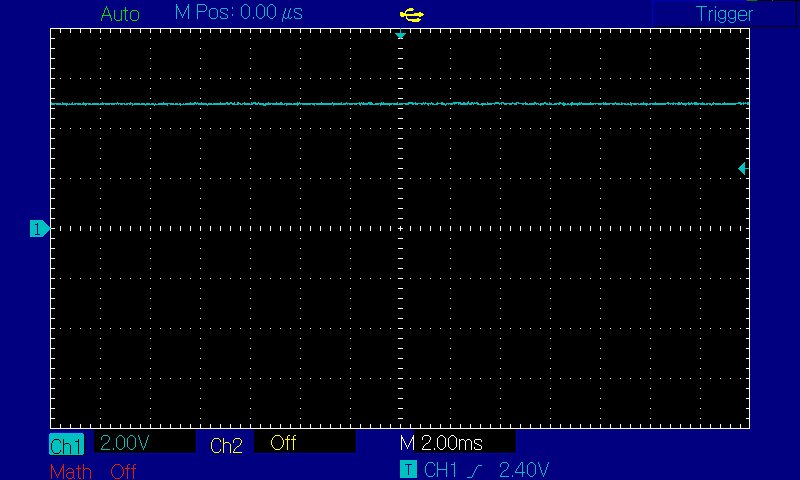 Auto M Pos: 0.00 μs Trigger
1
Ch1 2.00V Ch2 Off M 2.00ms
Math Off T CH1 2.40V